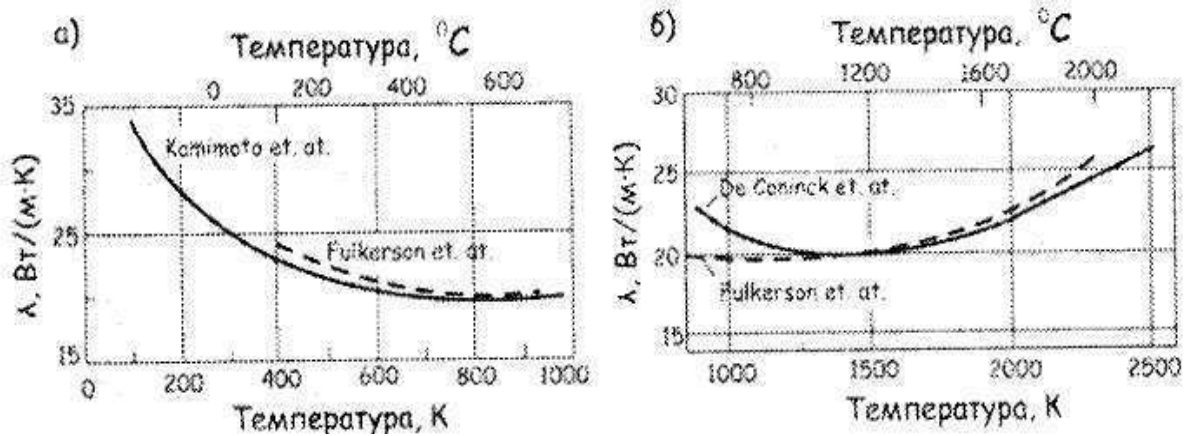 а)
Температура, ⁰C
0 200 400 600
35
25
15
λ, Вт/(м·К)
Kamimoto et. at.
Fulkerson et. at.
0 200 400 600 800 1000
Температура, К
б)
Температура, ⁰C
800 1200 1600 2000
30
25
20
15
λ, Вт/(м·К)
De Coninck et. at.
Fulkerson et. at.
1000 1500 2000 2500
Температура, К